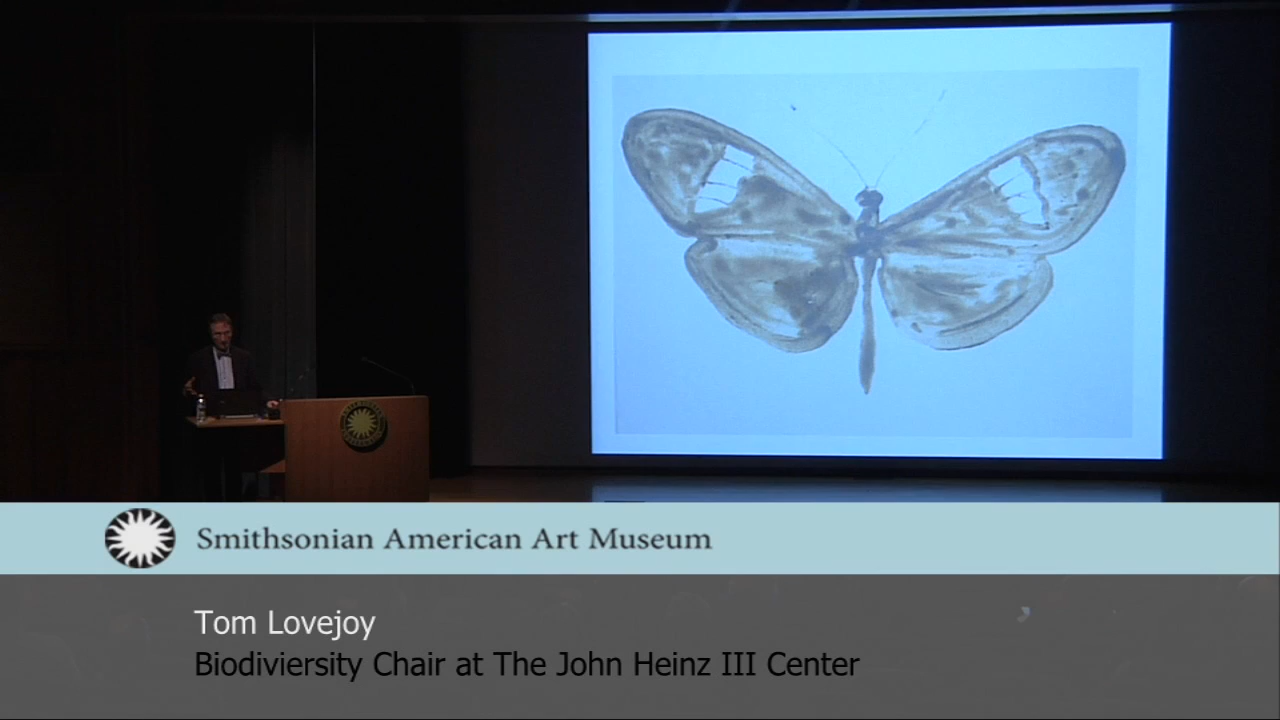 Smithsonian American Art Museum
Tom Lovejoy
Biodiviersity Chair at The John Heinz III Center